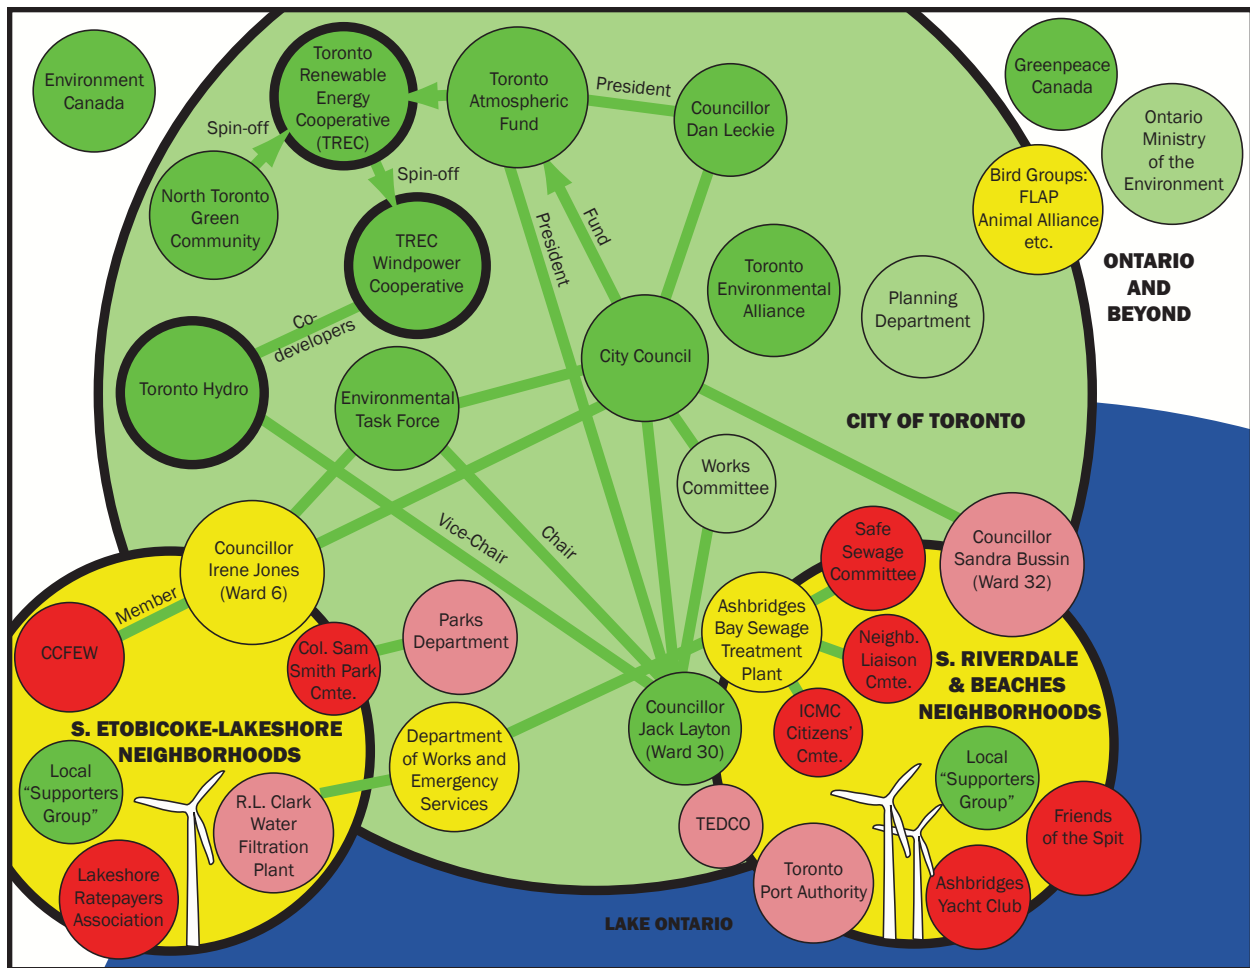 Environment
Canada
Toronto
Renewable
Energy
Cooperative
(TREC)
Toronto
Atmospheric
Fund
President
Councillor
Dan Leckie
Greenpeace
Canada
Ontario
Ministry
of the
Environment
Spin-off
North Toronto
Green
Community
Spin-off
Bird Groups:
FLAP
Animal Alliance
etc.
President
Fund
TREC
Windpower
Cooperative
Toronto
Environmental
Alliance
Planning
Department
ONTARIO
AND
BEYOND
Co-
developers
Toronto Hydro
Environmental
Task Force
City Council
CITY OF TORONTO
Works
Committee
Vice-Chair
Chair
Councillor
Irene Jones
(Ward 6)
Safe
Sewage
Committee
Councillor
Sandra Bussin
(Ward 32)
Member
CCFEW
Col. Sam
Smith Park
Cmte.
Parks
Department
Ashbridges
Bay Sewage
Treatment
Plant
Neighb.
Liaison
Cmte.
S. RIVERDALE
& BEACHES
NEIGHBORHOODS
S. ETOBICOKE-LAKESHORE
NEIGHBORHOODS
Department
of Works and
Emergency
Services
Councillor
Jack Layton
(Ward 30)
ICMC
Citizens'
Cmte.
Local
“Supporters
Group”
R.L. Clark
Water
Filtration
Plant
Local
“Supporters
Group”
TEDCO
Friends
of the Spit
Lakeshore
Ratepayers
Association
Toronto
Port Authority
Ashbridges
Yacht Club
LAKE ONTARIO